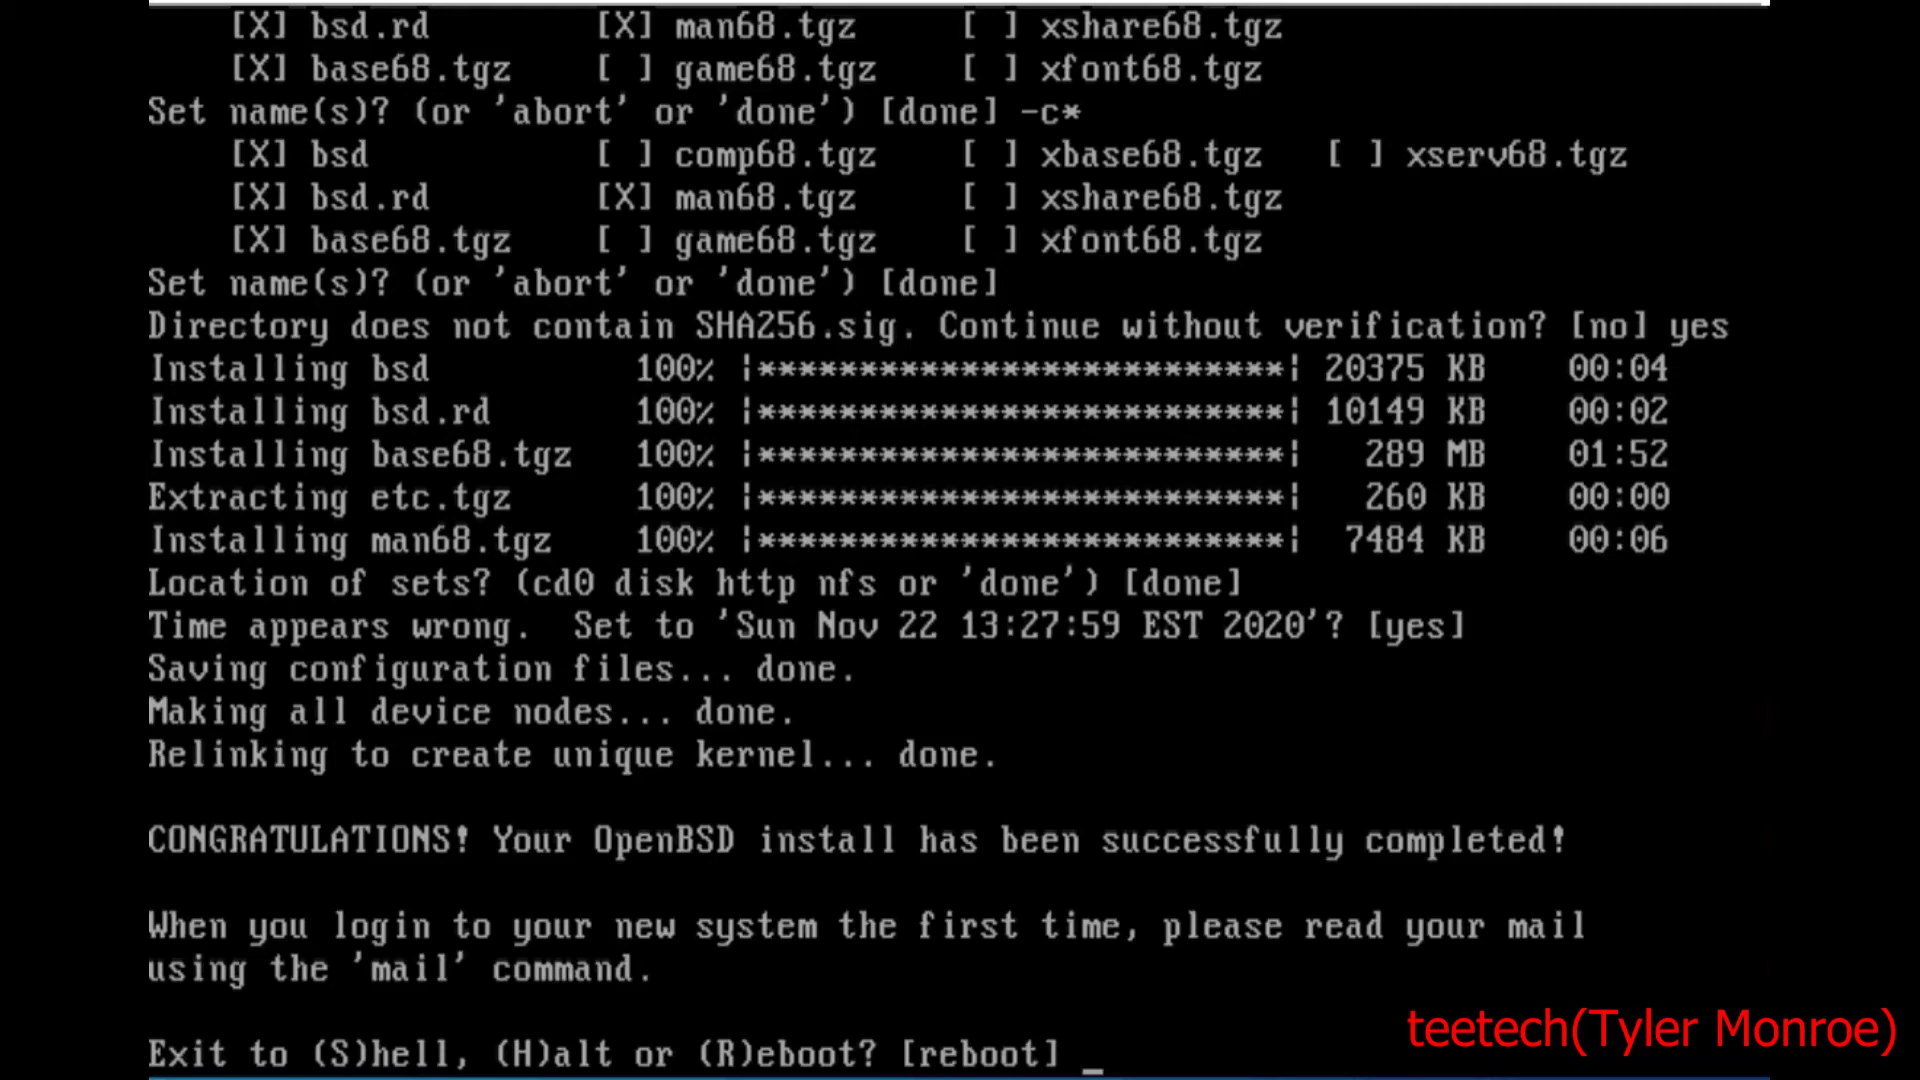 [X] bsd.rd [X] man68.tgz [ ] xshare68.tgz
[X] base68.tgz [ ] game68.tgz [ ] xfont68.tgz
Set name(s)? (or 'abort' or 'done') [done] -c*
[X] bsd [ ] comp68.tgz [ ] xbase68.tgz [ ] xserv68.tgz
[X] bsd.rd [X] man68.tgz [ ] xshare68.tgz
[X] base68.tgz [ ] game68.tgz [ ] xfont68.tgz
Set name(s)? (or 'abort' or 'done') [done]
Directory does not contain SHA256.sig. Continue without verification? [no] yes
Installing bsd 100% |**************************| 20375 KB 00:04
Installing bsd.rd 100% |**************************| 10149 KB 00:02
Installing base68.tgz 100% |**************************| 289 MB 01:52
Extracting etc.tgz 100% |**************************| 260 KB 00:00
Installing man68.tgz 100% |**************************| 7484 KB 00:06
Location of sets? (cd0 disk http nfs or 'done') [done]
Time appears wrong. Set to 'Sun Nov 22 13:27:59 EST 2020'? [yes]
Saving configuration files... done.
Making all device nodes... done.
Relinking to create unique kernel... done.
CONGRATULATIONS! Your OpenBSD install has been successfully completed!
When you login to your new system the first time, please read your mail
using the 'mail' command.
Exit to (S)hell, (H)alt or (R)eboot? [reboot] _
teetech(Tyler Monroe)